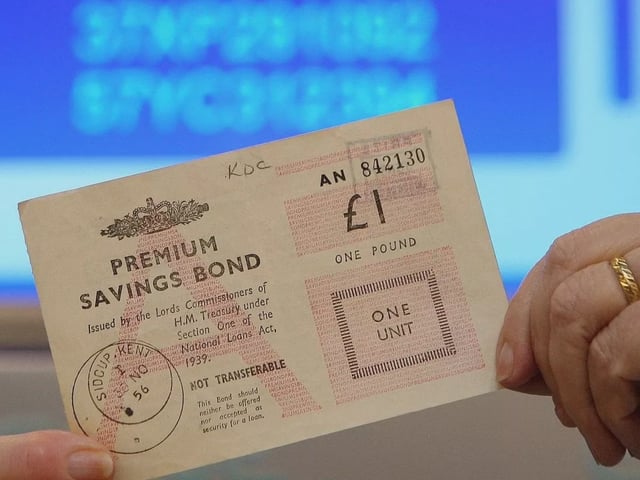 KDC
AN 842130
£1
ONE POUND
PREMIUM
SAVINGS BOND
Issued by the Lords Commissioners of
H.M. Treasury under
Section One of the
National Loans Act,
1939.
NOT TRANSFERABLE
This Bond should
neither be offered
nor accepted as
security for a loan.
ONE
UNIT
SIDCUP. KENT
1
NO
56